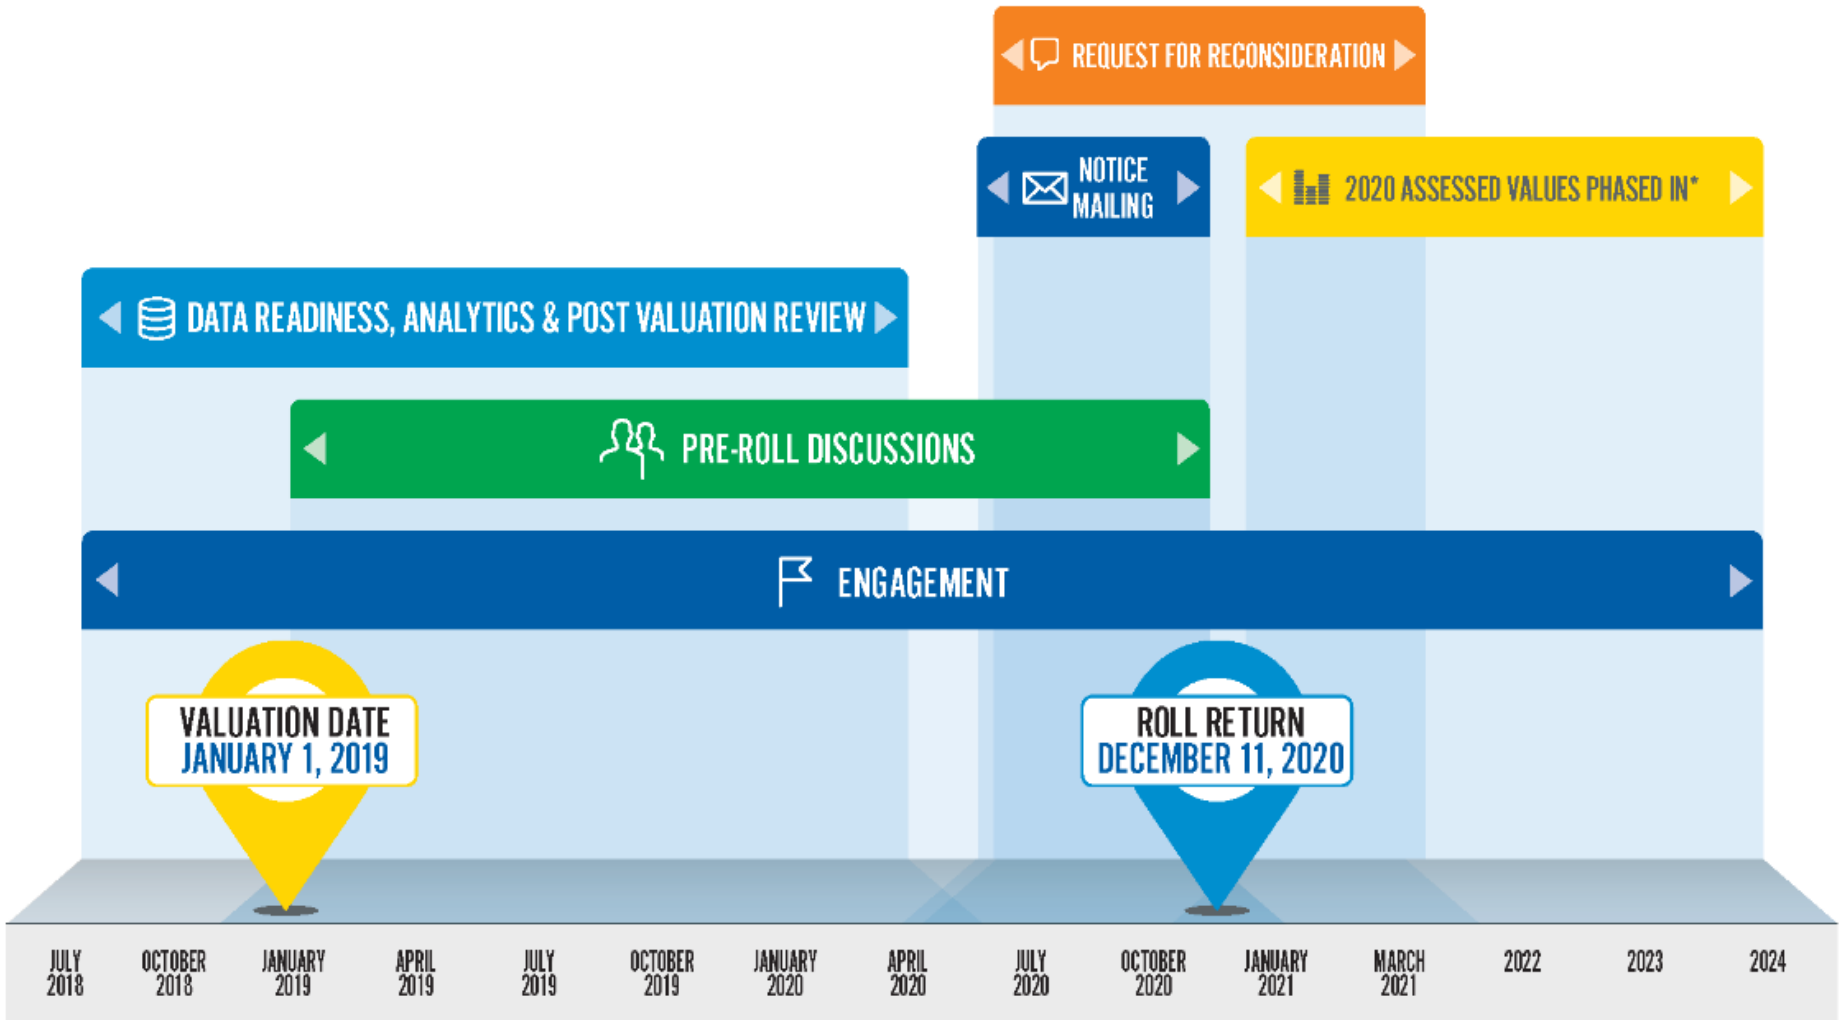 REQUEST FOR RECONSIDERATION
NOTICE
MAILING
2020 ASSESSED VALUES PHASED IN*
DATA READINESS, ANALYTICS & POST VALUATION REVIEW
PRE-ROLL DISCUSSIONS
ENGAGEMENT
VALUATION DATE
JANUARY 1, 2019
ROLL RETURN
DECEMBER 11, 2020
JULY
2018
OCTOBER
2018
JANUARY
2019
APRIL
2019
JULY
2019
OCTOBER
2019
JANUARY
2020
APRIL
2020
JULY
2020
OCTOBER
2020
JANUARY
2021
MARCH
2021
2022
2023
2024